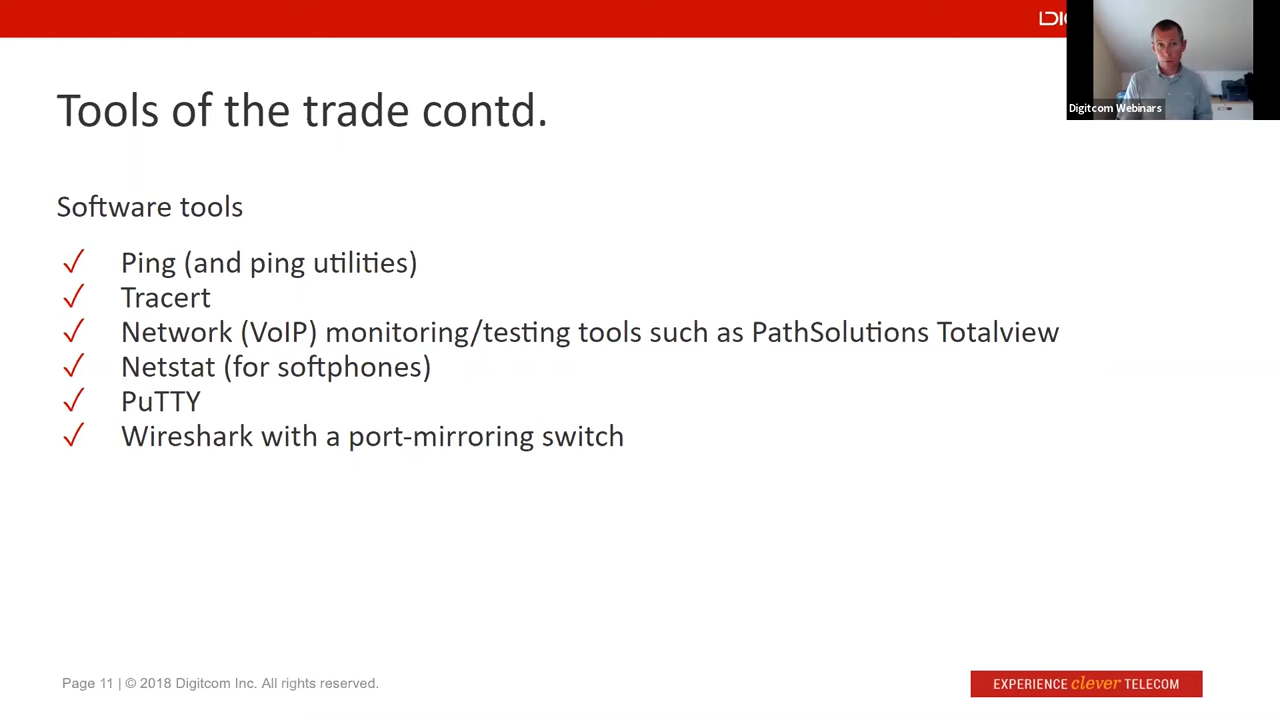 Digitcom Webinars
Tools of the trade contd.
Software tools
✓ Ping (and ping utilities)
✓ Tracert
✓ Network (VoIP) monitoring/testing tools such as PathSolutions Totalview
✓ Netstat (for softphones)
✓ PuTTY
✓ Wireshark with a port-mirroring switch
Page 11 | © 2018 Digitcom Inc. All rights reserved.
EXPERIENCE clever TELECOM